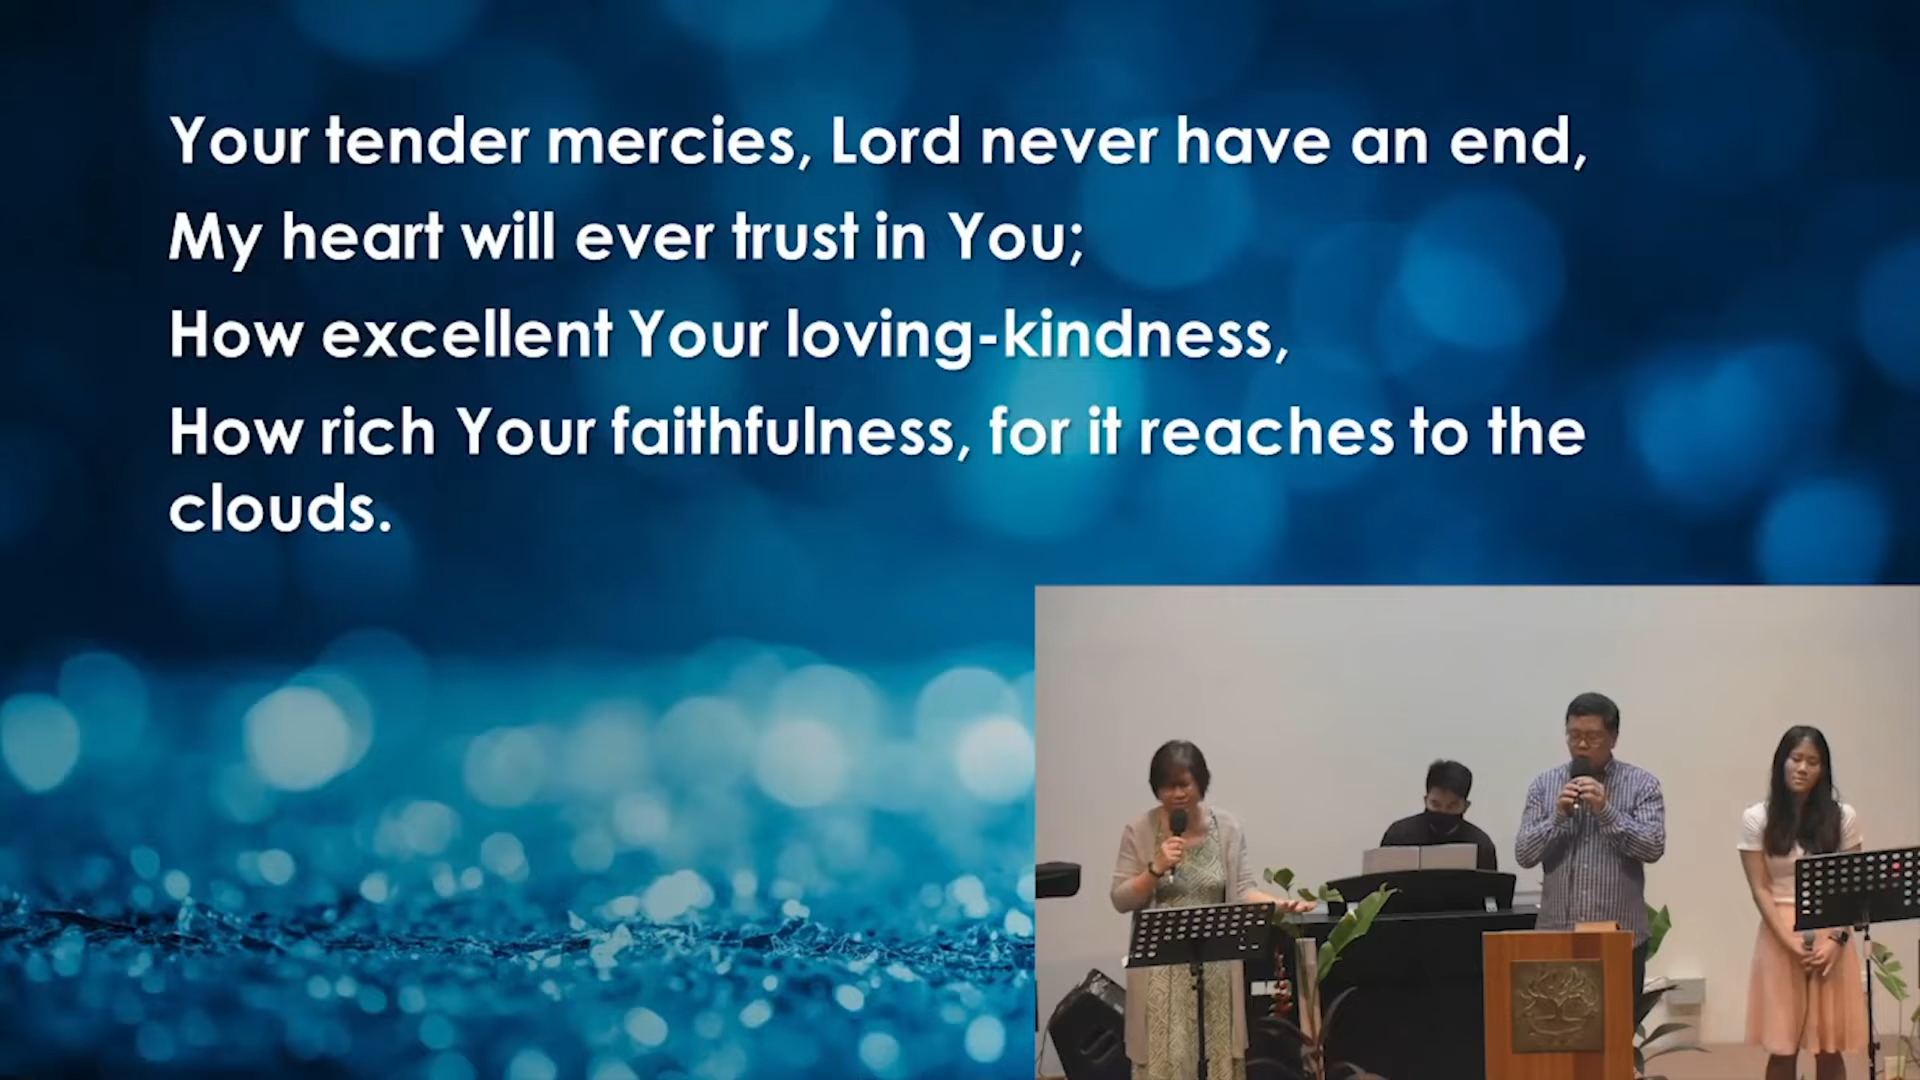 Your tender mercies, Lord never have an end,
My heart will ever trust in You;
How excellent Your loving-kindness,
How rich Your faithfulness, for it reaches to the
clouds.